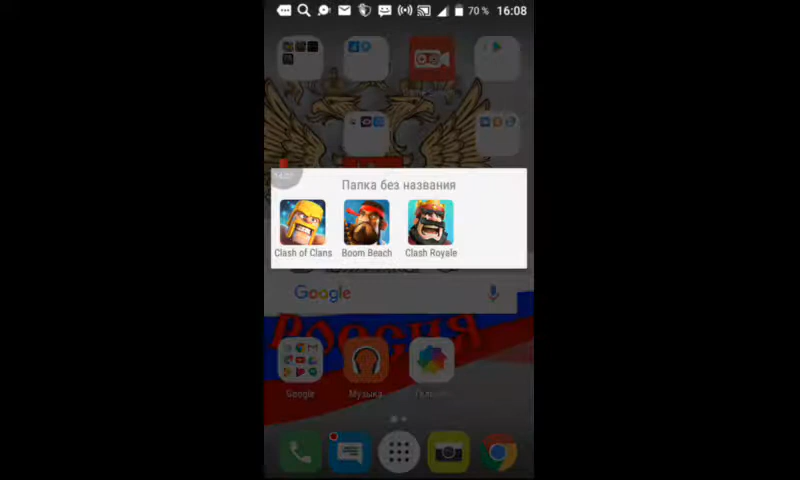 70 % 16:08
Папка без названия
Clash of Clans Boom Beach Clash Royale
Google
Россия
Google Музыка